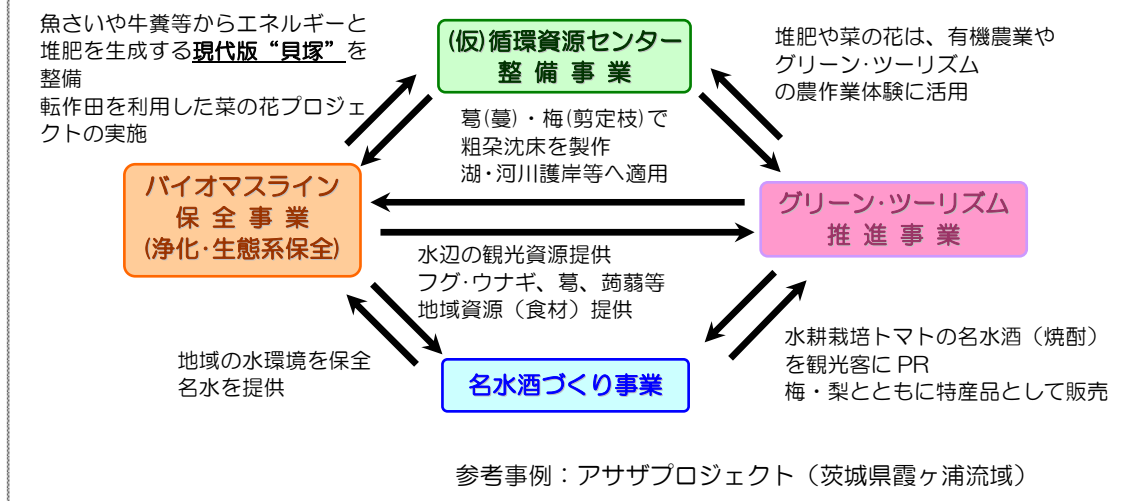 魚さいや牛糞等からエネルギーと
堆肥を生成する現代版“貝塚”を
整備
転作田を利用した菜の花プロジェ
クトの実施
(仮)循環資源センター
整備事業
堆肥や菜の花は、有機農業や
グリーン・ツーリズム
の農作業体験に活用
葛(蔓)・梅(剪定枝)で
粗朶沈床を製作
湖・河川護岸等へ適用
バイオマスライン
保全事業
(浄化・生態系保全)
グリーン・ツーリズム
推進事業
水辺の観光資源提供
フグ・ウナギ、葛、蒟蒻等
地域資源（食材）提供
地域の水環境を保全
名水を提供
名水酒づくり事業
水耕栽培トマトの名水酒（焼酎）
を観光客に PR
梅・梨とともに特産品として販売
参考事例：アサザプロジェクト（茨城県霞ヶ浦流域）